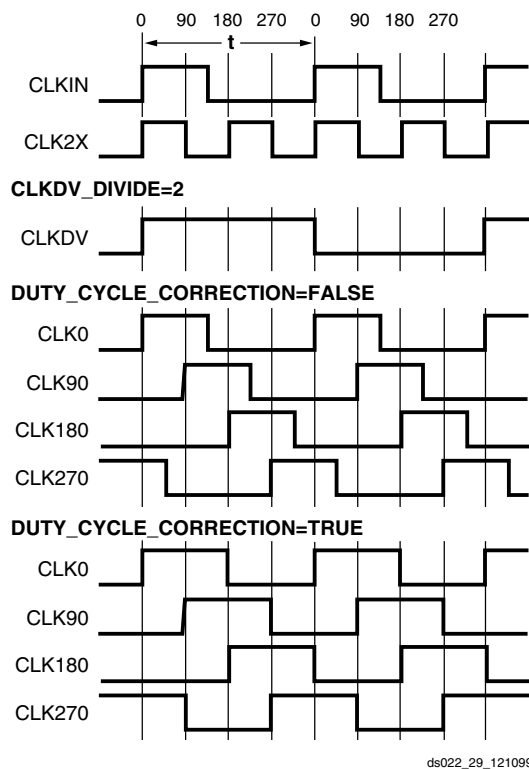 0 90 180 270 0 90 180 270
t
CLKIN
CLK2X
CLKDV_DIVIDE=2
CLKDV
DUTY_CYCLE_CORRECTION=FALSE
CLK0
CLK90
CLK180
CLK270
DUTY_CYCLE_CORRECTION=TRUE
CLK0
CLK90
CLK180
CLK270
ds022_29_121099